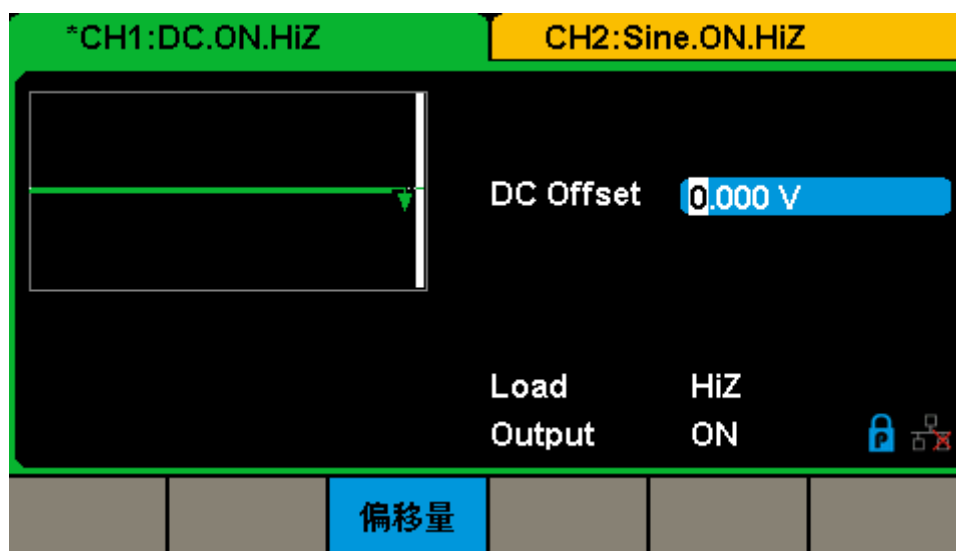 *CH1:DC.ON.HiZ
CH2:Sine.ON.HiZ
DC Offset 0.000 V
Load HiZ
Output ON
P
偏移量